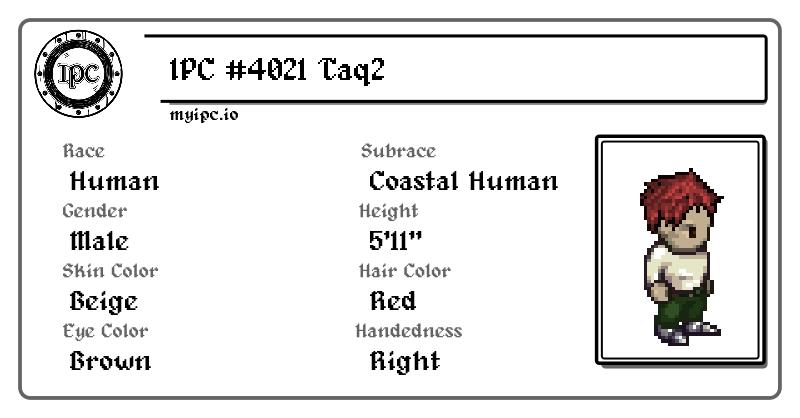 IPC
IPC #4021 Taq2
myipc.io
Race
Human
Subrace
Coastal Human
Gender
Male
Height
5'11"
Skin Color
Beige
Hair Color
Red
Eye Color
Brown
Handedness
Right